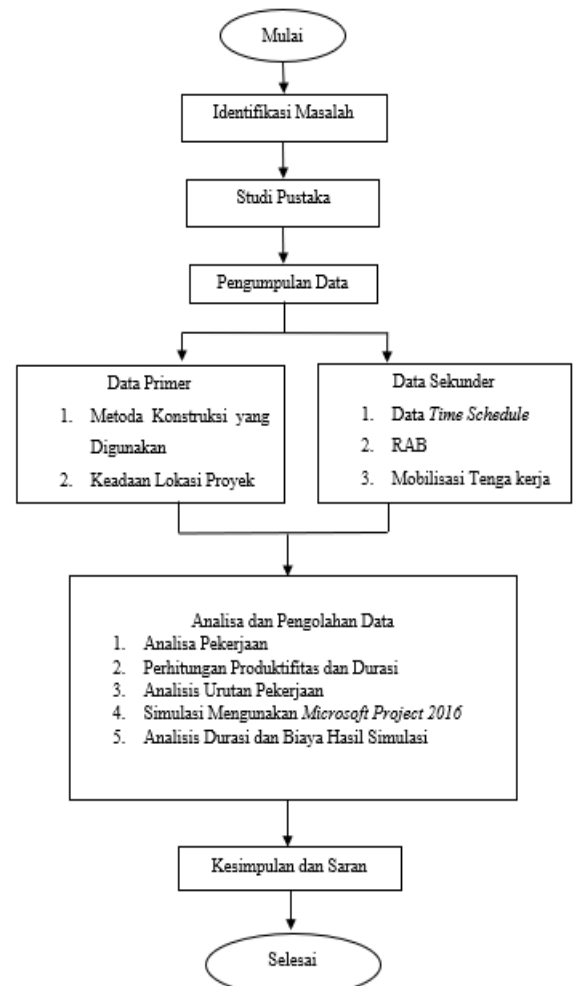 Mulai
Identifikasi Masalah
Studi Pustaka
Pengumpulan Data
Data Primer
1. Metoda Konstruksi yang
Digunakan
2. Keadaan Lokasi Proyek
Data Sekunder
1. Data Time Schedule
2. RAB
3. Mobilisasi Tenga kerja
Analisa dan Pengolahan Data
1. Analisa Pekerjaan
2. Perhitungan Produktifitas dan Durasi
3. Analisis Urutan Pekerjaan
4. Simulasi Mengunakan Microsoft Project 2016
5. Analisis Durasi dan Biaya Hasil Simulasi
Kesimpulan dan Saran
Selesai